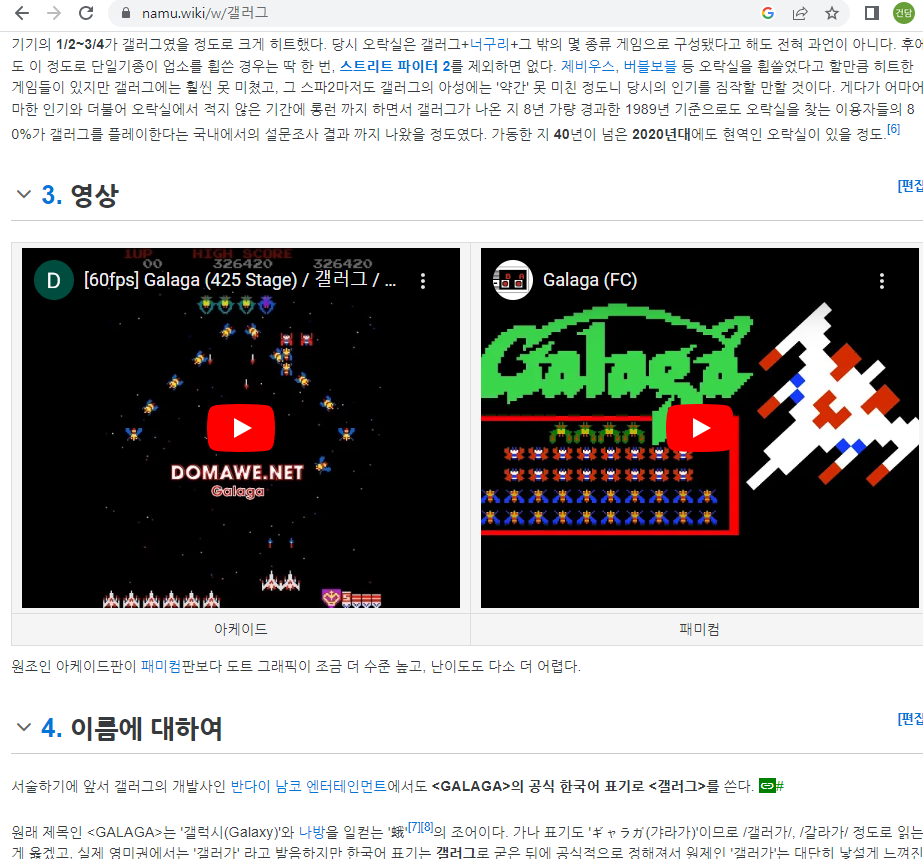 namu.wiki/w/갤러그
건담
기기의 1/2~3/4가 갤러그였을 정도로 크게 히트했다. 당시 오락실은 갤러그+너구리+그 밖의 몇 종류 게임으로 구성됐다고 해도 전혀 과언이 아니다. 후에
도 이 정도로 단일기종이 업소를 휩쓴 경우는 딱 한 번, 스트리트 파이터 2를 제외하면 없다. 제비우스, 버블보블 등 오락실을 휩쓸었다고 할만큼 히트한
게임들이 있지만 갤러그에는 훨씬 못 미쳤고, 그 스파2마저도 갤러그의 아성에는 '약간' 못 미친 정도니 당시의 인기를 짐작할 만할 것이다. 게다가 어마어
마한 인기와 더불어 오락실에서 적지 않은 기간에 롱런 까지 하면서 갤러그가 나온 지 8년 가량 경과한 1989년 기준으로도 오락실을 찾는 이용자들의 8
0%가 갤러그를 플레이한다는 국내에서의 설문조사 결과 까지 나왔을 정도였다. 가동한 지 40년이 넘은 2020년대에도 현역인 오락실이 있을 정도.[6]
3. 영상
[편집
1UP HIGH SCORE
00 326420 326420
D [60fps] Galaga (425 Stage) / 갤러그 / ...
Galaga (FC)
Galaga
DOMAWE.NET
Galaga
아케이드
패미컴
원조인 아케이드판이 패미컴판보다 도트 그래픽이 조금 더 수준 높고, 난이도도 다소 더 어렵다.
4. 이름에 대하여
[편집
서술하기에 앞서 갤러그의 개발사인 반다이 남코 엔터테인먼트에서도 <GALAGA>의 공식 한국어 표기로 <갤러그>를 쓴다. #
원래 제목인 <GALAGA>는 '갤럭시(Galaxy)'와 나방을 일컫는 '蛾'[7][8]의 조어이다. 가나 표기도 'ギャラガ(갸라가)'이므로 /갤러가/, /갈라가/ 정도로 읽는
게 옳겠고, 실제 영미권에서는 '갤러가' 라고 발음하지만 한국어 표기는 갤러그로 굳은 뒤에 공식적으로 정해져서 원제인 '갤러가'는 대단히 낯설게 느껴지